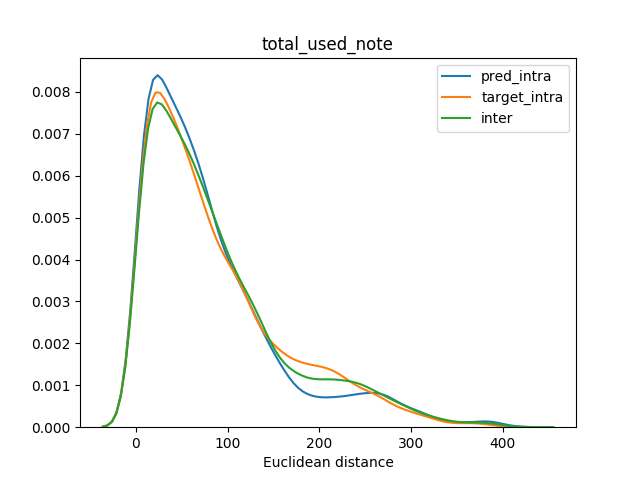 total_used_note
pred_intra
target_intra
inter
0.008
0.007
0.006
0.005
0.004
0.003
0.002
0.001
0.000
0 100 200 300 400
Euclidean distance